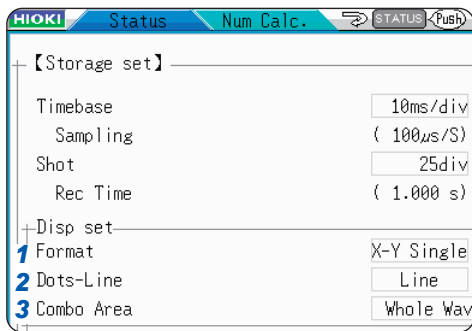 HIOKI Status Num Calc. STATUS Push
【Storage set】
Timebase 10ms/div
Sampling ( 100µs/S)
Shot 25div
Rec Time ( 1.000 s)
Disp set
1 Format X-Y Single
2 Dots-Line Line
3 Combo Area Whole Wav